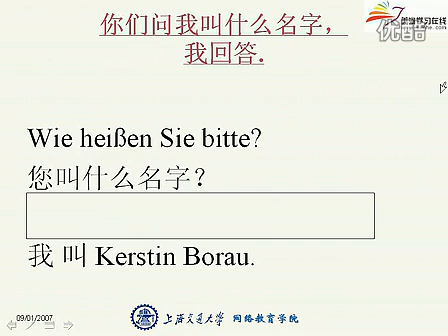 你们问我叫什么名字，
我回答.
优酷
Wie heißen Sie bitte?
您叫什么名字？
我 叫 Kerstin Borau.
09/01/2007
上海交通大学 网络教育学院